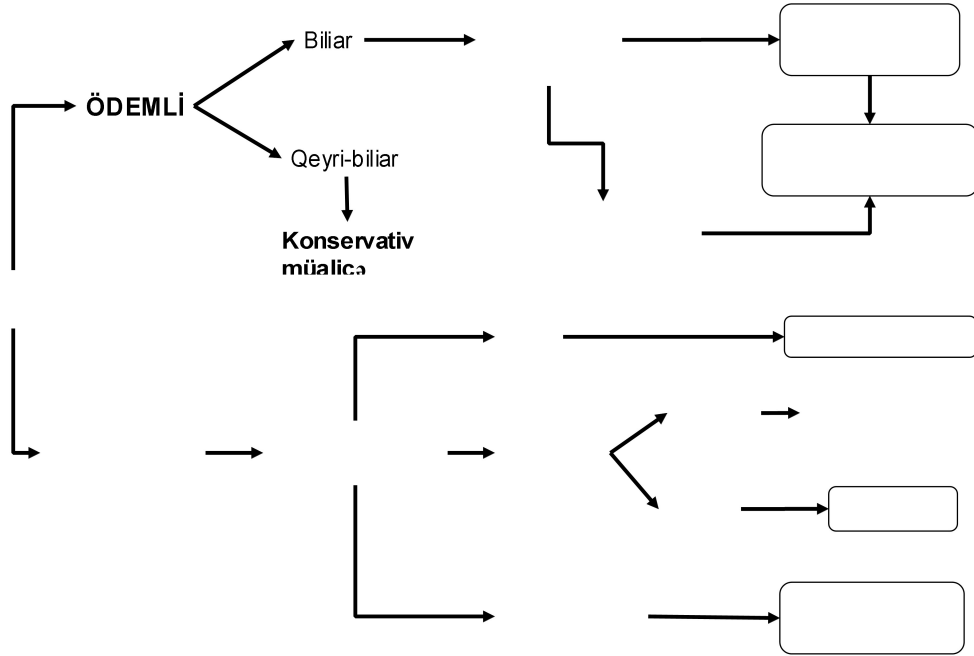 Biliar
ÖDEMLİ
Qeyri-biliar
Konservativ
müalicə